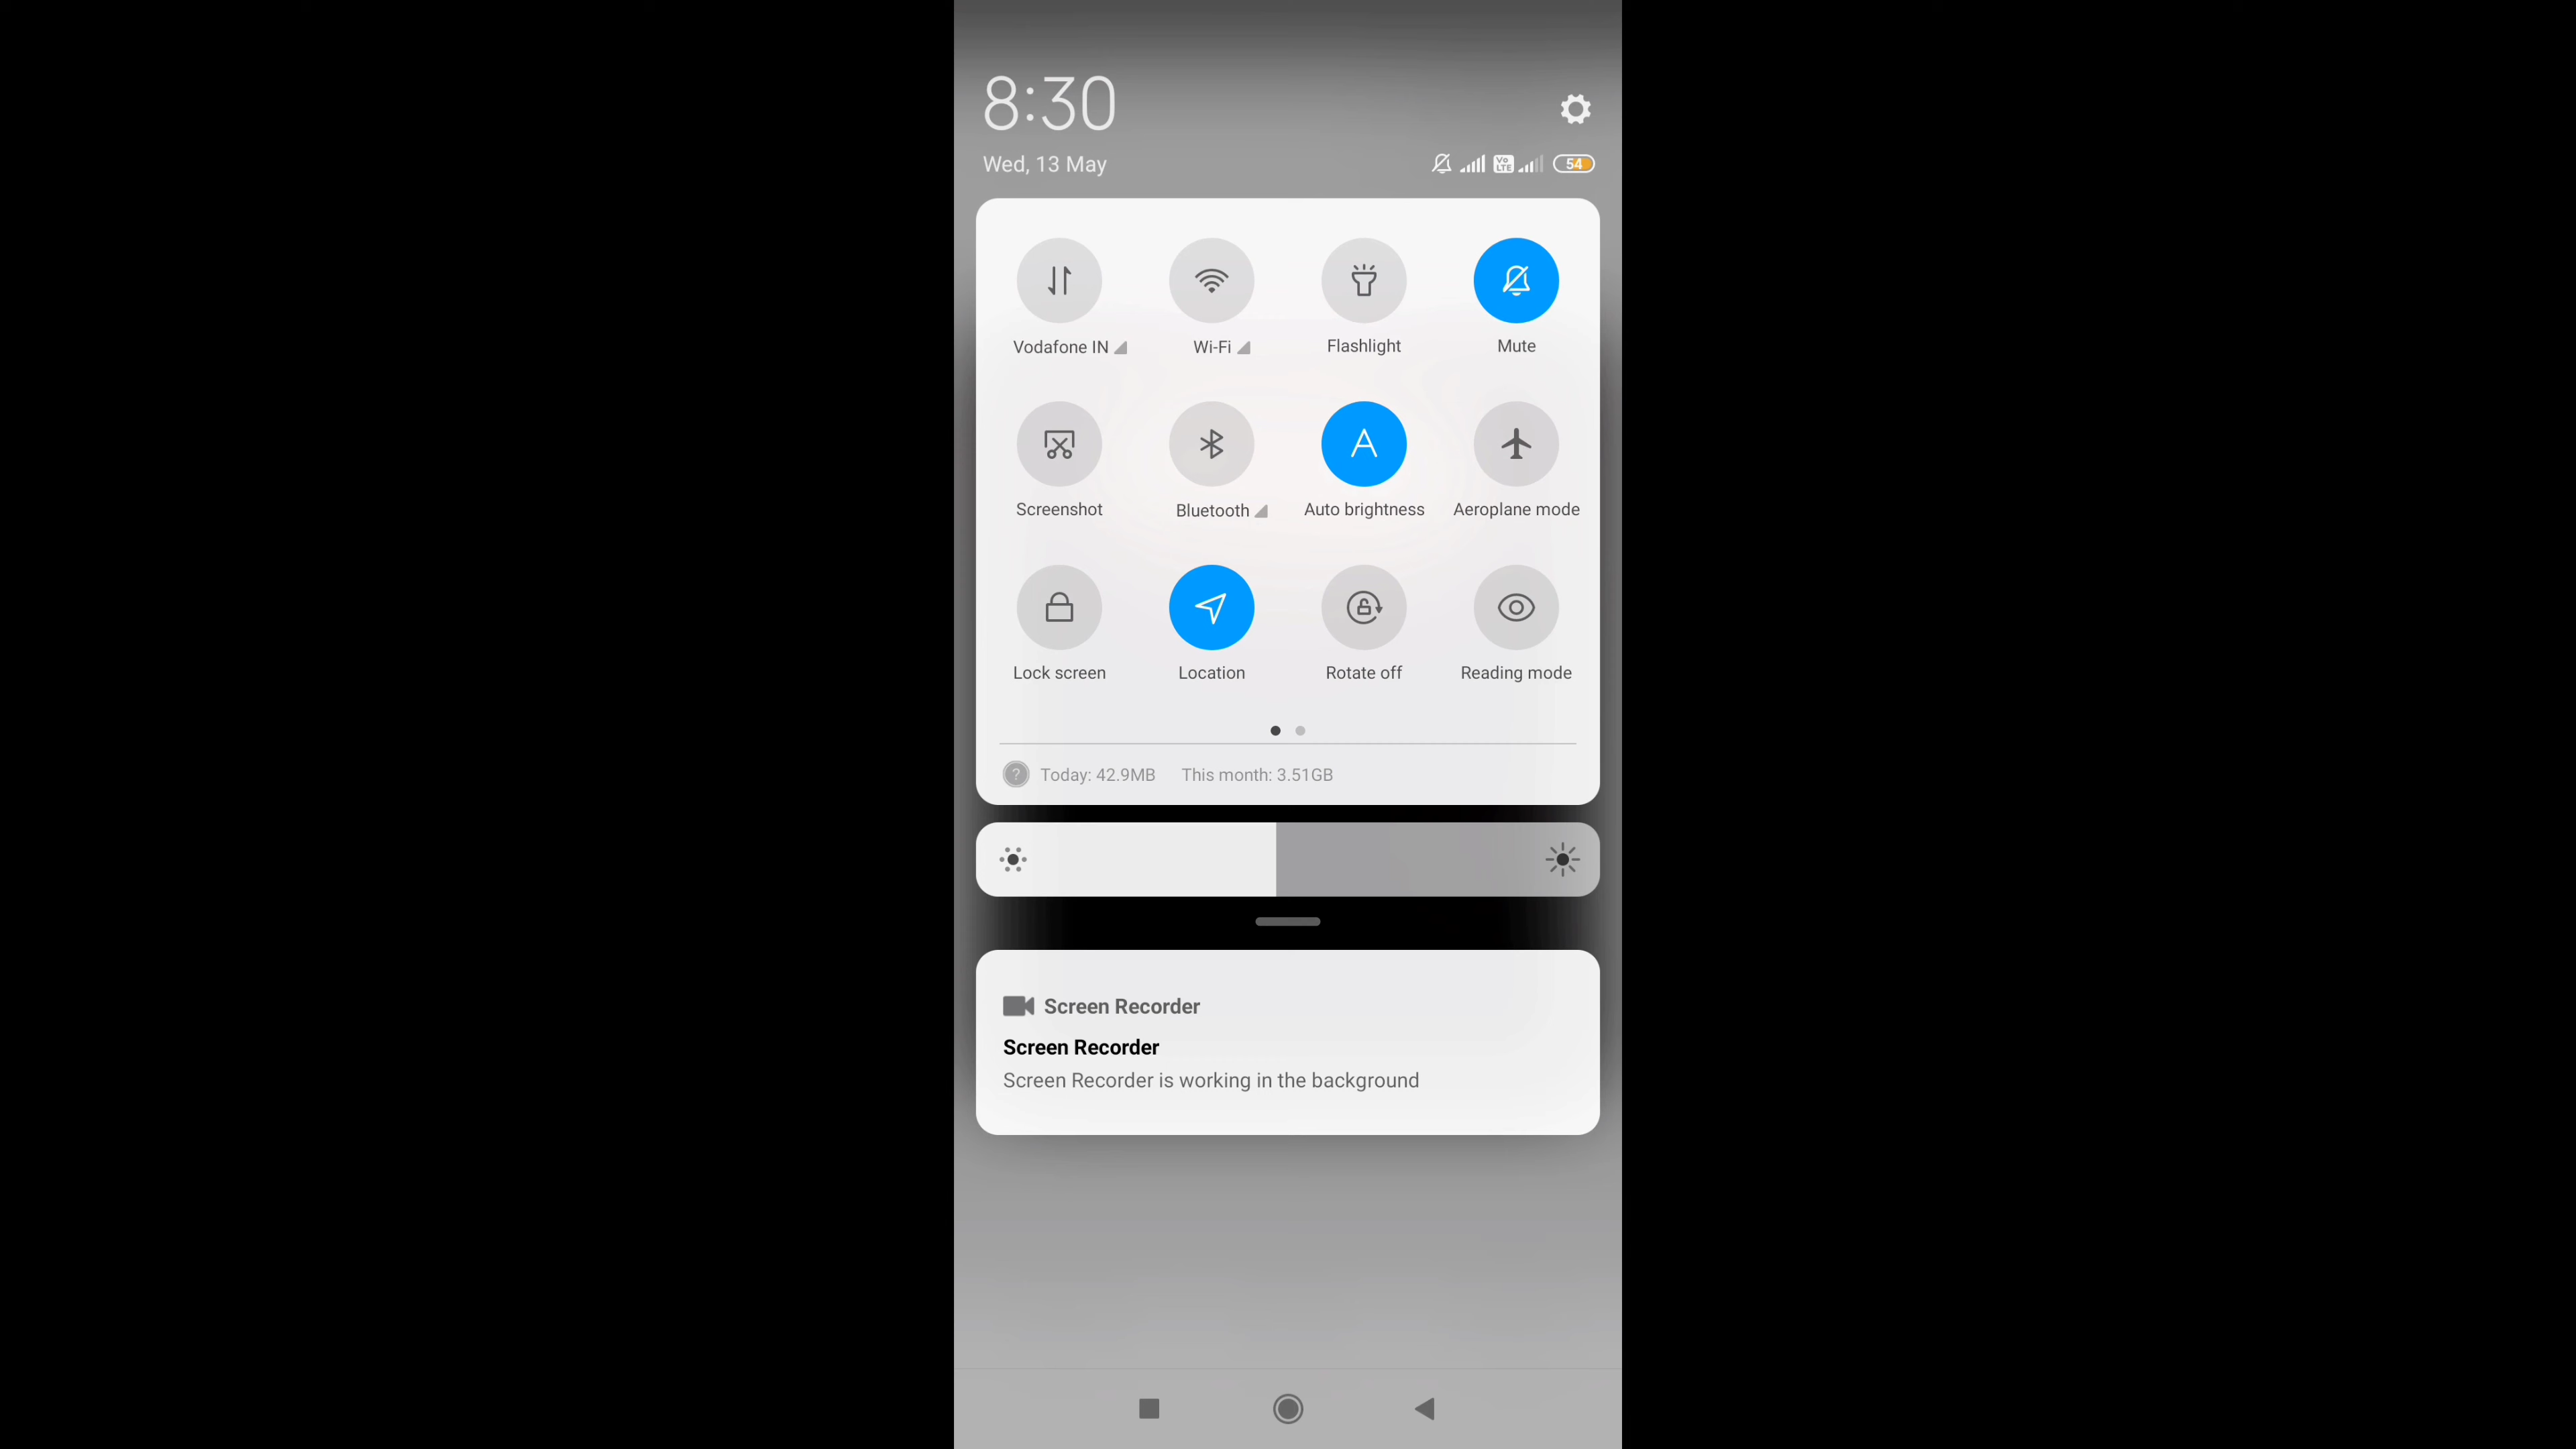 8:30
Wed, 13 May
Vo LTE
54
Vodafone IN
Wi-Fi
Flashlight
Mute
Screenshot
Bluetooth
A
Auto brightness
Aeroplane mode
Lock screen
Location
Rotate off
Reading mode
? Today: 42.9MB This month: 3.51GB
Screen Recorder
Screen Recorder
Screen Recorder is working in the background